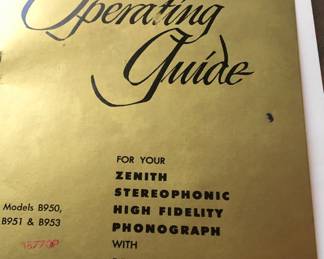 Operating
Guide
FOR YOUR
ZENITH
STEREOPHONIC
HIGH FIDELITY
PHONOGRAPH
WITH
Models B950,
B951 & B953